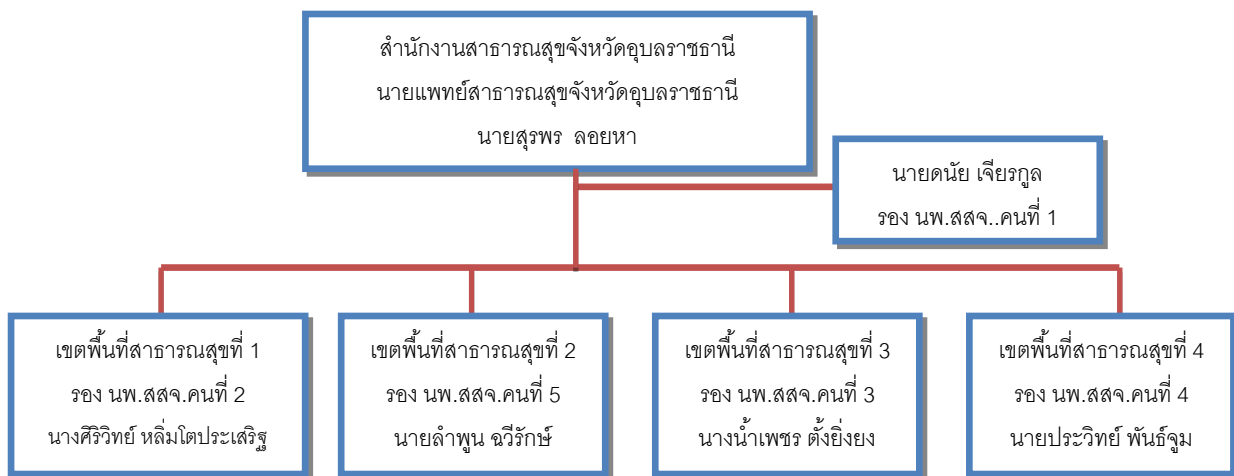 สำนักงานสาธารณสุขจังหวัดอุบลราชธานี
นายแพทย์สาธารณสุขจังหวัดอุบลราชธานี
นายสุรพร  ลอยหา
นายดนัย เจียรกูล
รอง นพ.สสจ..คนที่ 1
เขตพื้นที่สาธารณสุขที่ 1
รอง นพ.สสจ.คนที่ 2
นางศิริวิทย์ หลิ่มโตประเสริฐ
เขตพื้นที่สาธารณสุขที่ 2
รอง นพ.สสจ.คนที่ 5
นายลำพูน ฉวีรักษ์
เขตพื้นที่สาธารณสุขที่ 3
รอง นพ.สสจ.คนที่ 3
นางน้ำเพชร ตั้งยิ่งยง
เขตพื้นที่สาธารณสุขที่ 4
รอง นพ.สสจ.คนที่ 4
นายประวิทย์ พันธ์จูม